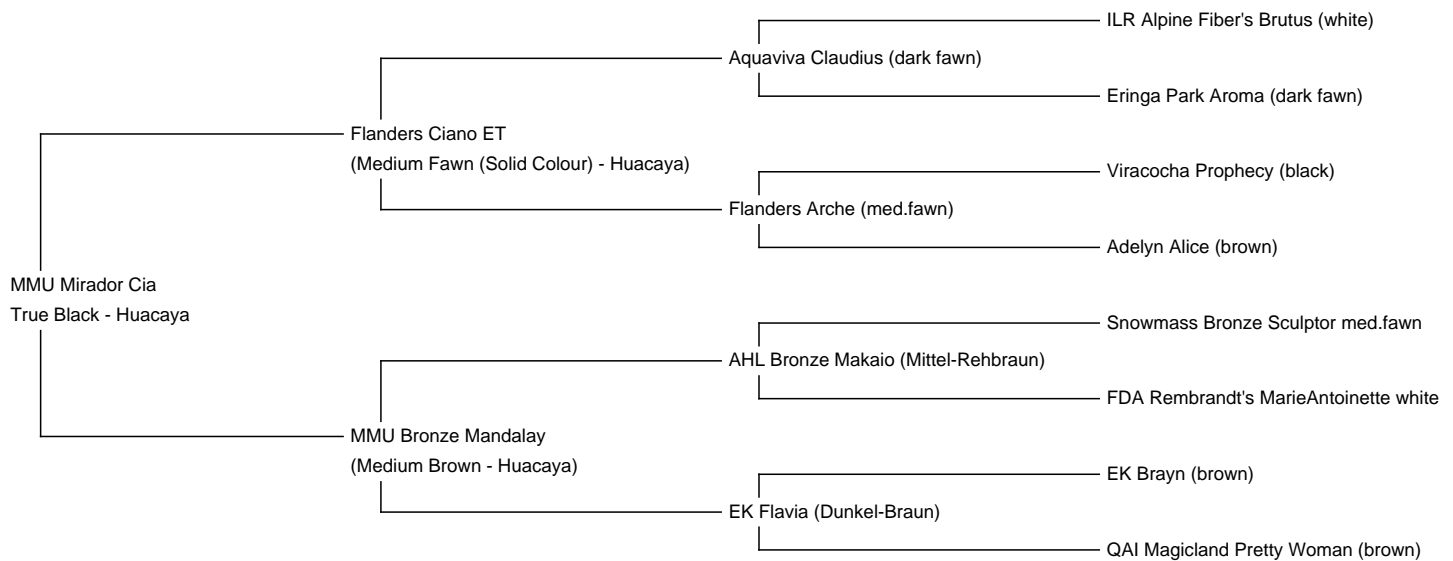 ILR Alpine Fiber's Brutus (white)
Aquaviva Claudius (dark fawn)
Eringa Park Aroma (dark fawn)
Flanders Ciano ET
(Medium Fawn (Solid Colour) - Huacaya)
Viracocha Prophecy (black)
Flanders Arche (med.fawn)
Adelyn Alice (brown)
MMU Mirador Cia
True Black - Huacaya
Snowmass Bronze Sculptor med.fawn
AHL Bronze Makaio (Mittel-Rehbraun)
FDA Rembrandt's MarieAntoinette white
MMU Bronze Mandalay
(Medium Brown - Huacaya)
EK Brayn (brown)
EK Flavia (Dunkel-Braun)
QAI Magicland Pretty Woman (brown)